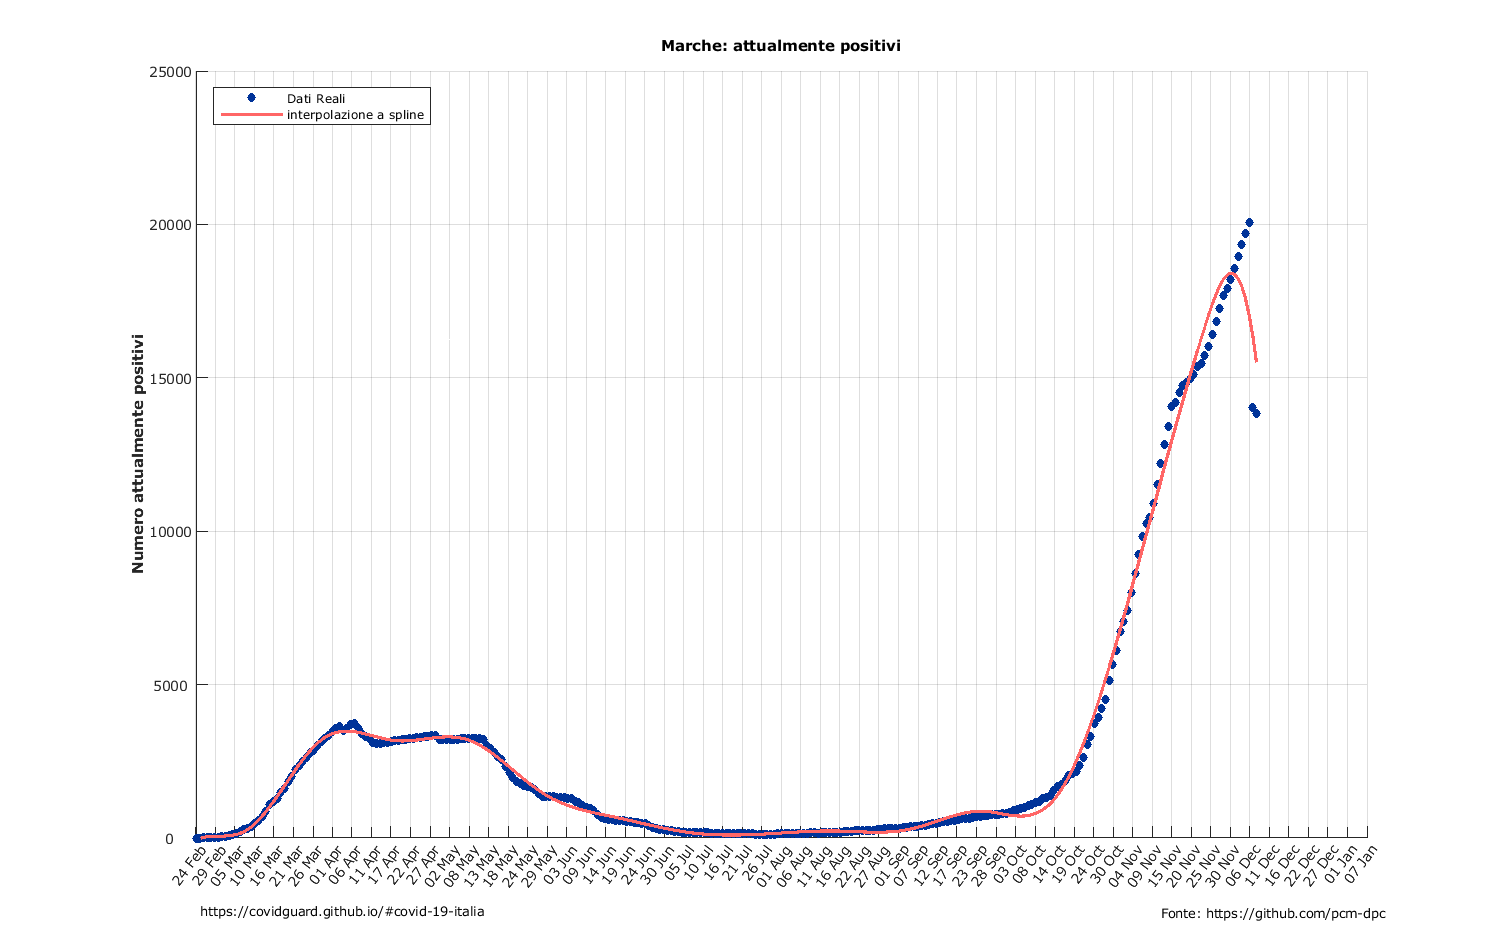 Marche: attualmente positivi
Dati Reali
interpolazione a spline
Numero attualmente positivi
25000
20000
15000
10000
5000
0
24 Feb
29 Feb
05 Mar
10 Mar
16 Mar
21 Mar
26 Mar
01 Apr
06 Apr
11 Apr
17 Apr
22 Apr
27 Apr
02 May
08 May
13 May
18 May
24 May
29 May
03 Jun
09 Jun
14 Jun
19 Jun
24 Jun
30 Jun
05 Jul
10 Jul
16 Jul
21 Jul
26 Jul
01 Aug
06 Aug
11 Aug
16 Aug
22 Aug
27 Aug
01 Sep
07 Sep
12 Sep
17 Sep
23 Sep
28 Sep
03 Oct
08 Oct
14 Oct
19 Oct
24 Oct
30 Oct
04 Nov
09 Nov
15 Nov
20 Nov
25 Nov
30 Nov
06 Dec
11 Dec
16 Dec
22 Dec
27 Dec
01 Jan
07 Jan
https://covidguard.github.io/#covid-19-italia
Fonte: https://github.com/pcm-dpc